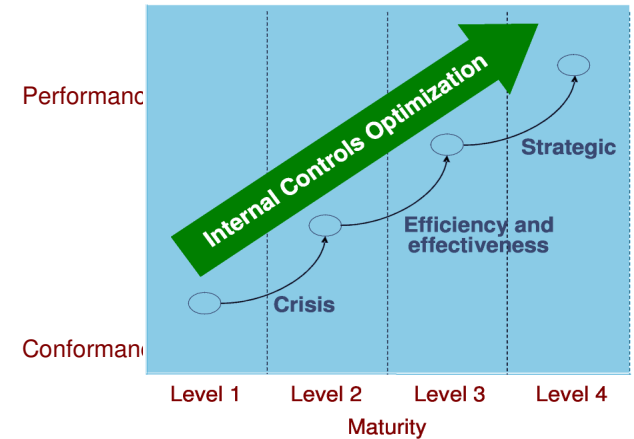 Performanc
Internal Controls Optimization
Strategic
Efficiency and
effectiveness
Crisis
Conformanc
Level 1 Level 2 Level 3 Level 4
Maturity